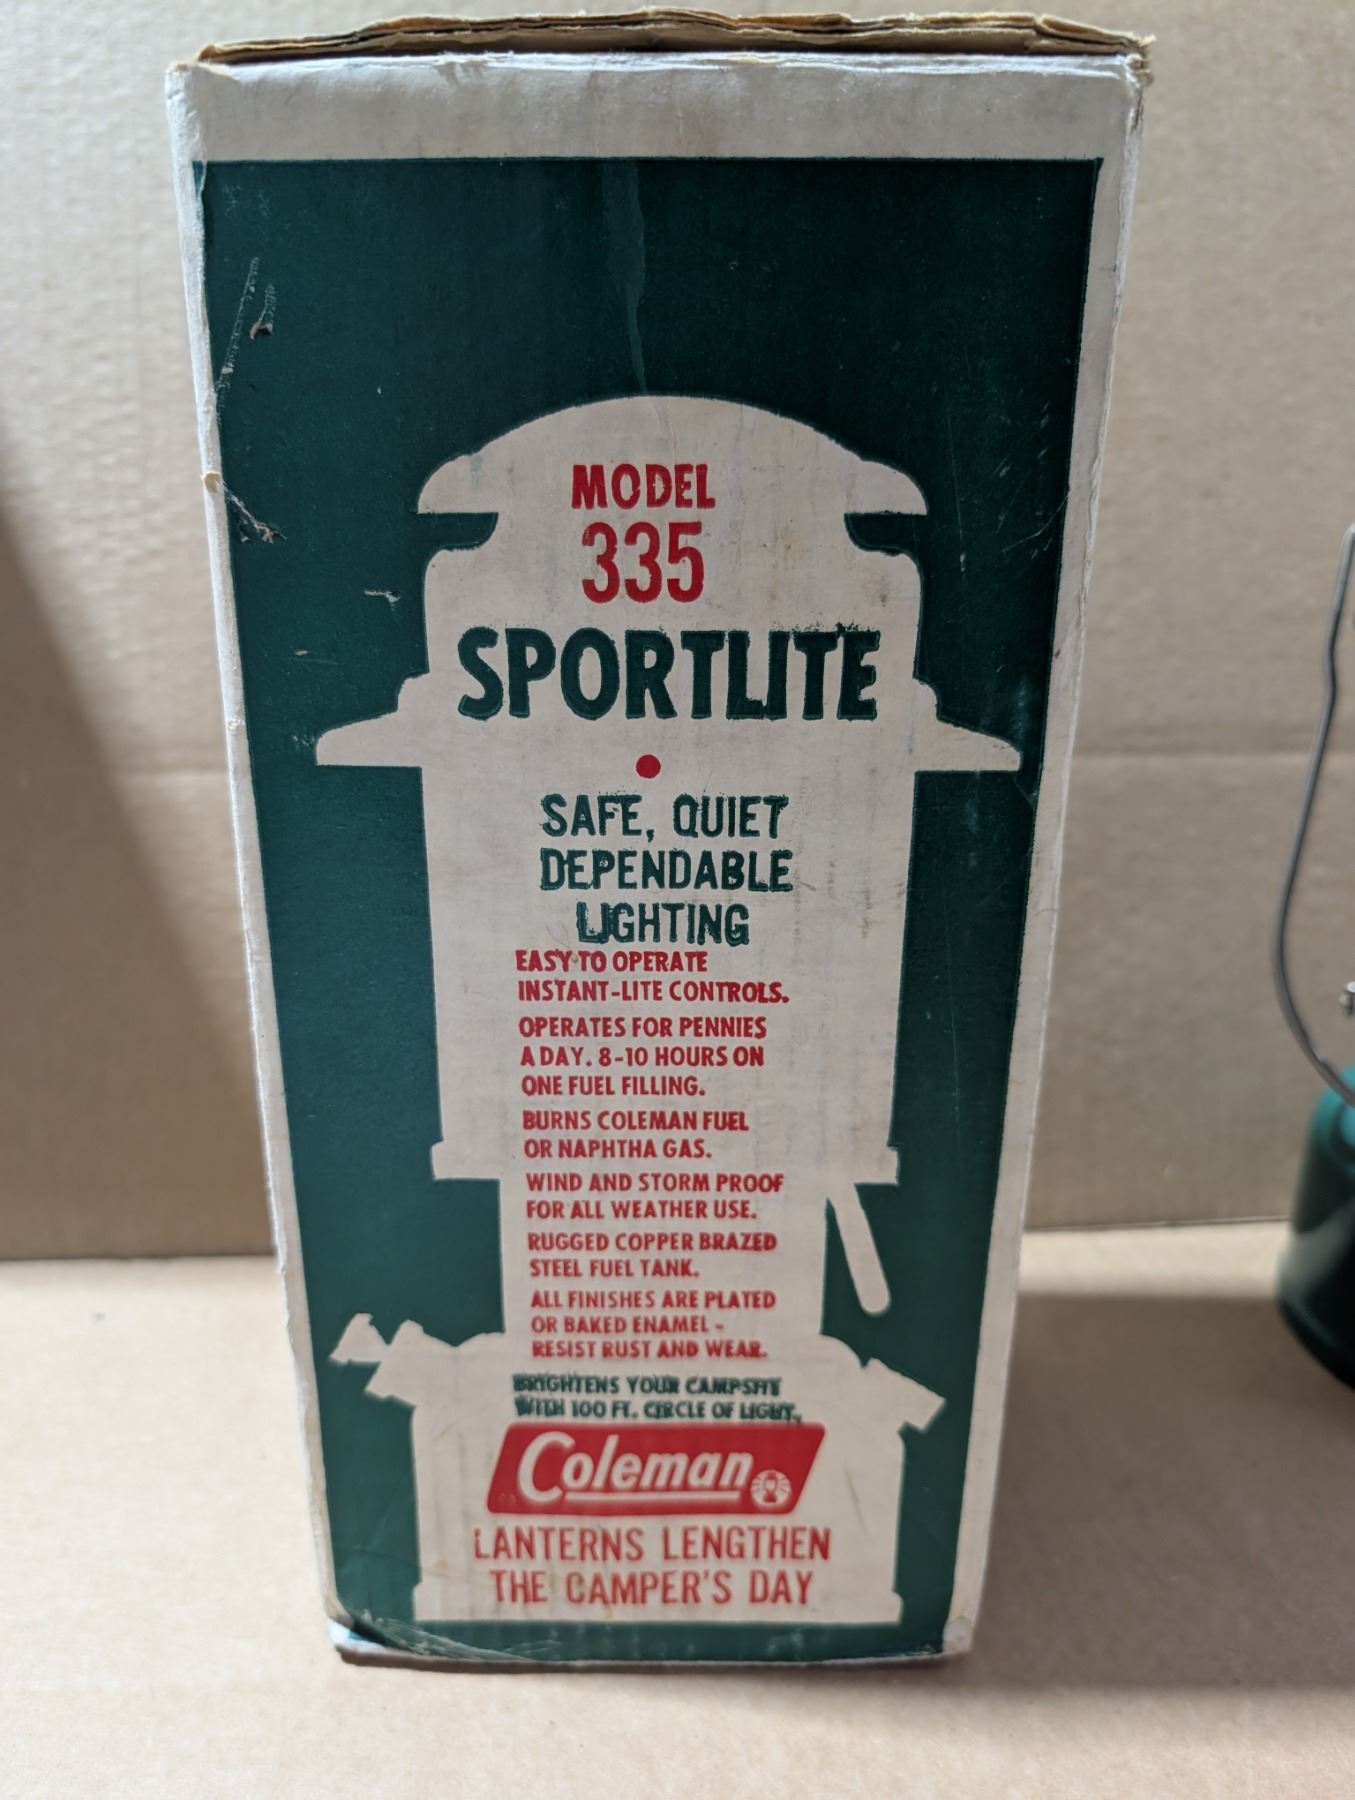 MODEL
335
SPORTLITE
SAFE, QUIET
DEPENDABLE
LIGHTING
EASY TO OPERATE
INSTANT-LITE CONTROLS.
OPERATES FOR PENNIES
A DAY. 8-10 HOURS ON
ONE FUEL FILLING.
BURNS COLEMAN FUEL
OR NAPHTHA GAS.
WIND AND STORM PROOF
FOR ALL WEATHER USE.
RUGGED COPPER BRAZED
STEEL FUEL TANK.
ALL FINISHES ARE PLATED
OR BAKED ENAMEL -
RESIST RUST AND WEAR.
BRIGHTENS YOUR CAMPSITE
WITH 100 FT. CIRCLE OF LIGHT.
Coleman
LANTERNS LENGTHEN
THE CAMPER'S DAY